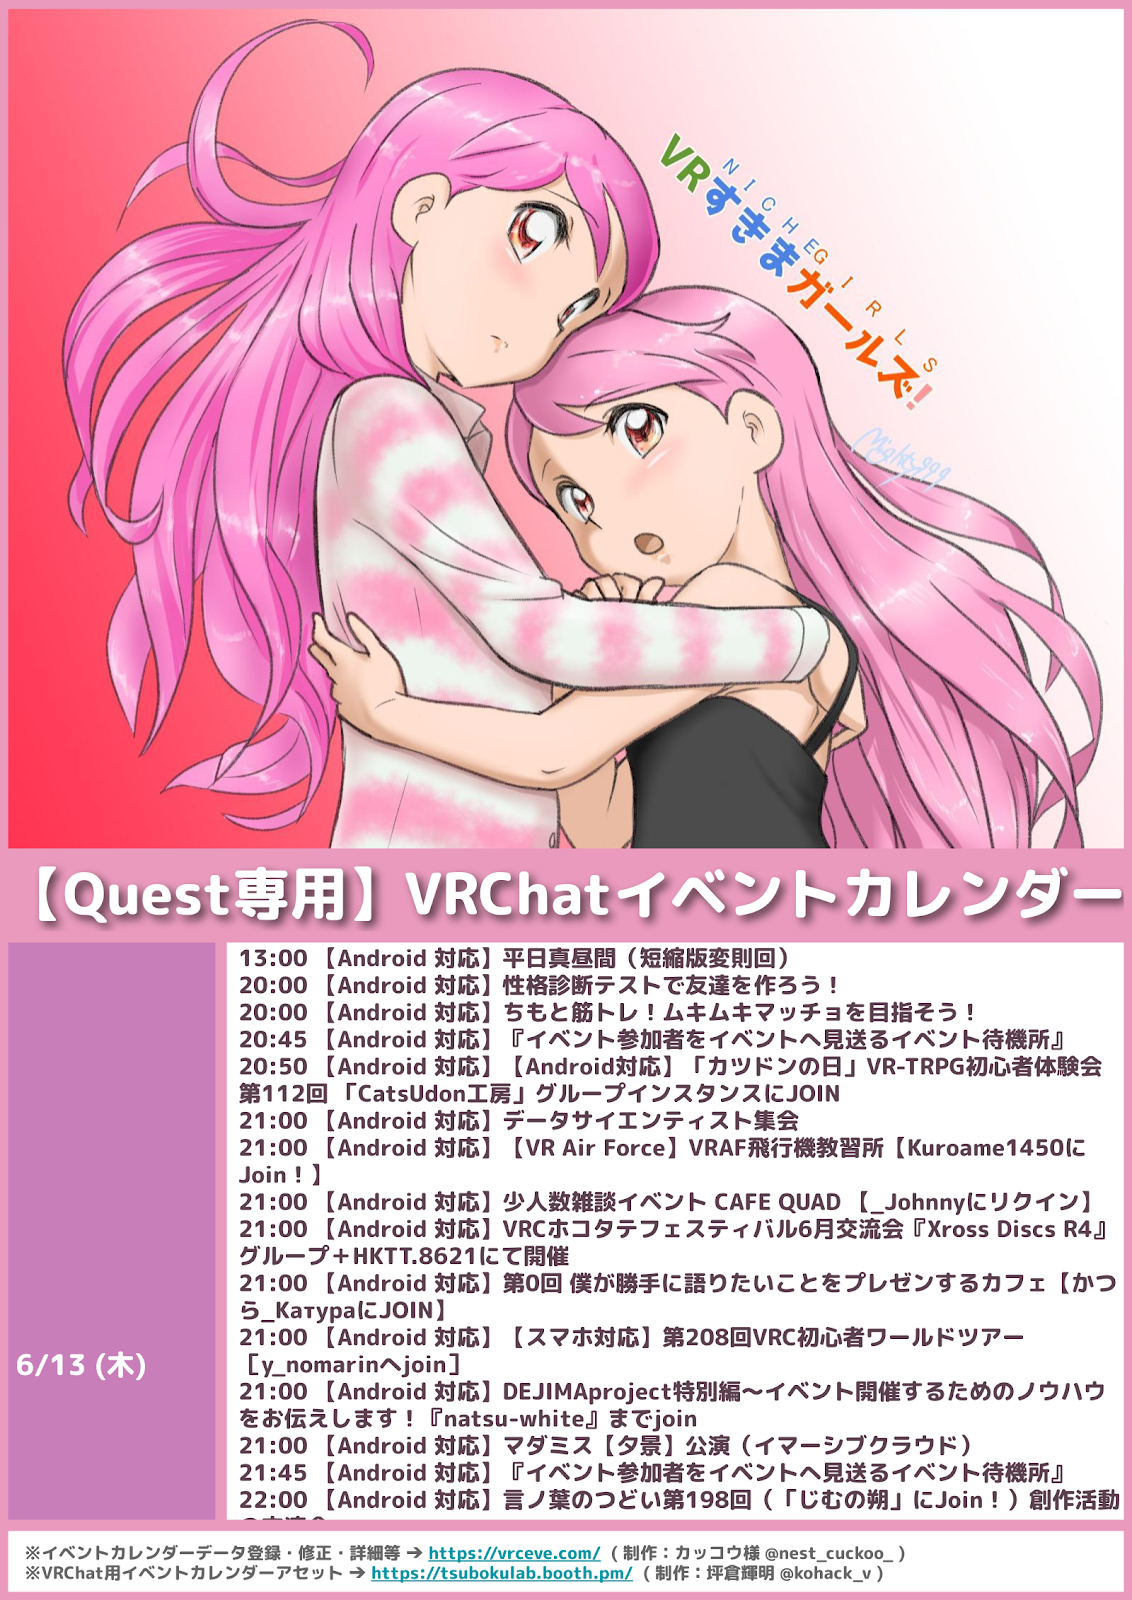 VRすきまガールズ!
NICHE GIRLS
Mighty999
【Quest専用】VRChatイベントカレンダー
6/13 (木)
13:00 【Android 対応】平日真昼間（短縮版変則回）
20:00 【Android 対応】性格診断テストで友達を作ろう！
20:00 【Android 対応】ちもと筋トレ！ムキムキマッチョを目指そう！
20:45 【Android 対応】『イベント参加者をイベントへ見送るイベント待機所』
20:50 【Android 対応】【Android対応】「カツドンの日」VR-TRPG初心者体験会
第112回 「CatsUdon工房」グループインスタンスにJOIN
21:00 【Android 対応】データサイエンティスト集会
21:00 【Android 対応】【VR Air Force】VRAF飛行機教習所【Kuroame1450に
Join！】
21:00 【Android 対応】少人数雑談イベント CAFE QUAD 【_Johnnyにリクイン】
21:00 【Android 対応】VRCホコタテフェスティバル6月交流会『Xross Discs R4』
グループ＋HKTT.8621にて開催
21:00 【Android 対応】第0回 僕が勝手に語りたいことをプレゼンするカフェ【かつ
ら_KaтypaにJOIN】
21:00 【Android 対応】【スマホ対応】第208回VRC初心者ワールドツアー
［y_nomarinへjoin］
21:00 【Android 対応】DEJIMAproject特別編～イベント開催するためのノウハウ
をお伝えします！『natsu-white』までjoin
21:00 【Android 対応】マダミス【夕景】公演（イマーシブクラウド）
21:45 【Android 対応】『イベント参加者をイベントへ見送るイベント待機所』
22:00 【Android 対応】言ノ葉のつどい第198回（「じむの朔」にJoin！）創作活動
※イベントカレンダーデータ登録・修正・詳細等 → https://vrceve.com/ ( 制作：カッコウ様 @nest_cuckoo_ )
※VRChat用イベントカレンダーアセット → https://tsubokulab.booth.pm/ ( 制作：坪倉輝明 @kohack_v )